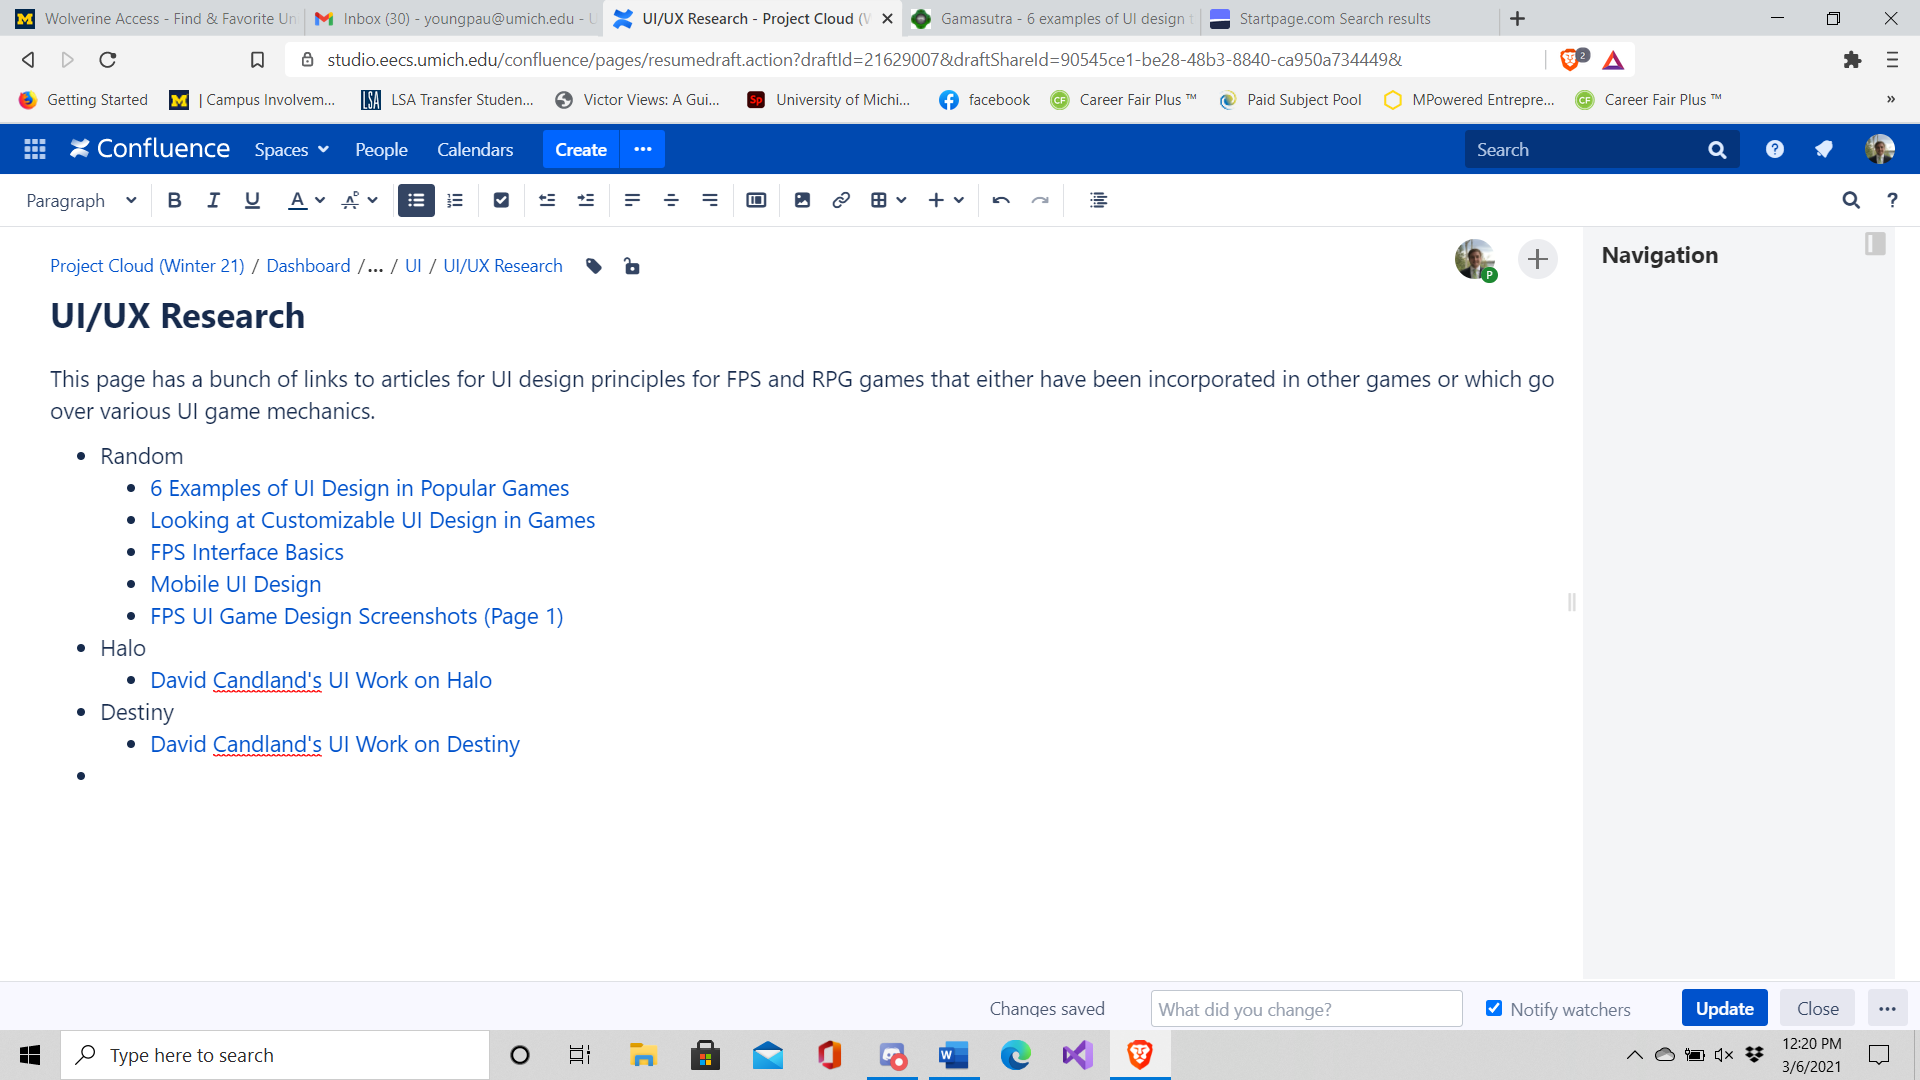 Wolverine Access - Find & Favorite Un
Inbox (30) - youngpau@umich.edu - U
UI/UX Research - Project Cloud (W
Gamasutra - 6 examples of UI design t
Startpage.com Search results
studio.eecs.umich.edu/confluence/pages/resumedraft.action?draftId=21629007&draftShareId=90545ce1-be28-48b3-8840-ca950a734449&
2
Getting Started
| Campus Involvem...
LSA
LSA Transfer Studen...
Victor Views: A Gui...
Sp
University of Michi...
facebook
CF
Career Fair Plus ™
Paid Subject Pool
MPowered Entrepre...
CF
Career Fair Plus ™
»
Confluence
Spaces
People
Calendars
Create
...
Search
Paragraph
B I U A
Project Cloud (Winter 21) / Dashboard /... / UI / UI/UX Research
P
Navigation
UI/UX Research
This page has a bunch of links to articles for UI design principles for FPS and RPG games that either have been incorporated in other games or which go
over various UI game mechanics.
• Random
• 6 Examples of UI Design in Popular Games
• Looking at Customizable UI Design in Games
• FPS Interface Basics
• Mobile UI Design
• FPS UI Game Design Screenshots (Page 1)
• Halo
• David Candland's UI Work on Halo
• Destiny
• David Candland's UI Work on Destiny
•
Changes saved
What did you change?
Notify watchers
Update
Close
...
Type here to search
12:20 PM
3/6/2021